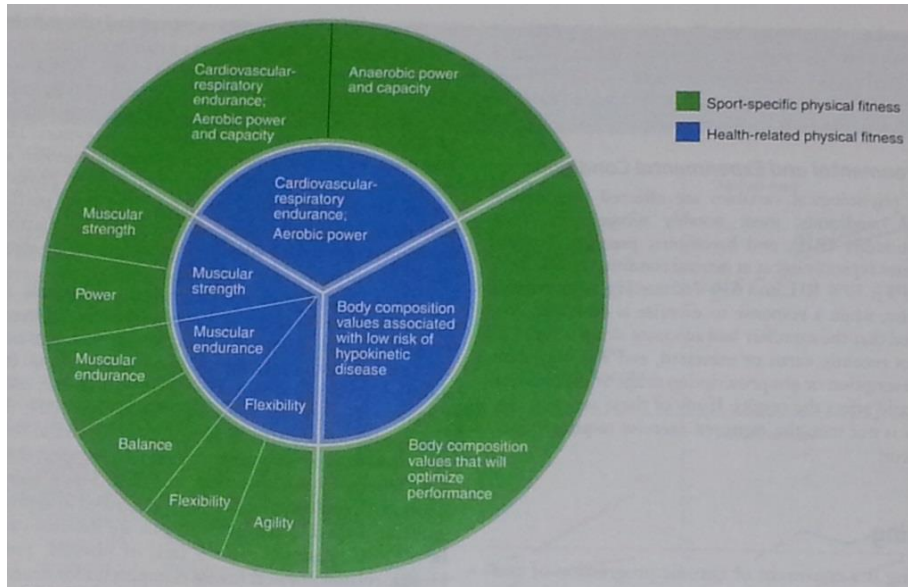 Cardiovascular-
respiratory
endurance;
Aerobic power
and capacity
Anaerobic power
and capacity
Sport-specific physical fitness
Health-related physical fitness
Cardiovascular-
respiratory
endurance;
Aerobic power
Muscular
strength
Power
Muscular
endurance
Balance
Flexibility
Agility
Muscular
strength
Muscular
endurance
Flexibility
Body composition
values associated
with low risk of
hypokinetic
disease
Body composition
values that will
optimize
performance